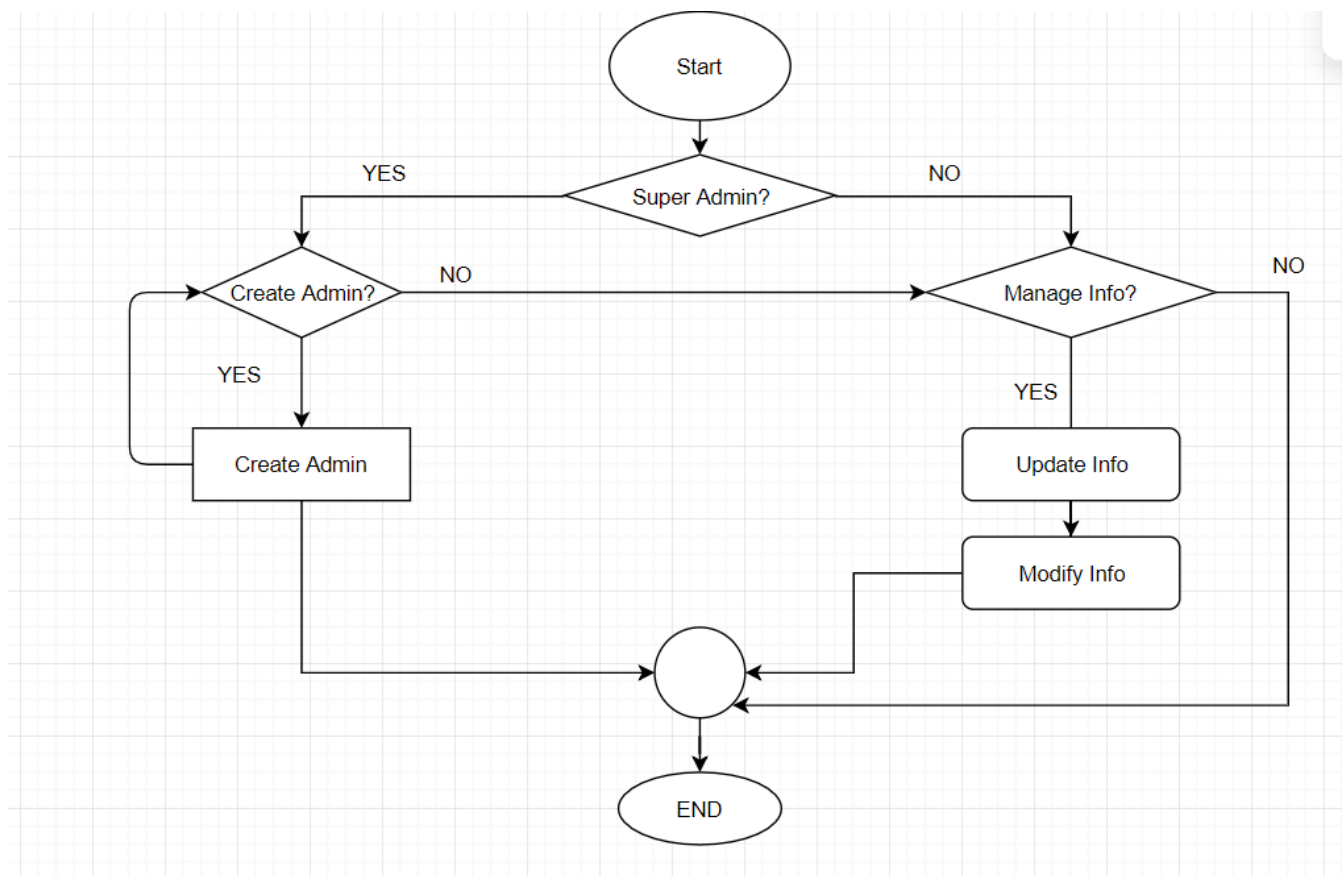 Start
YES
NO
Super Admin?
NO
NO
Create Admin?
Manage Info?
YES
YES
Create Admin
Update Info
Modify Info
END